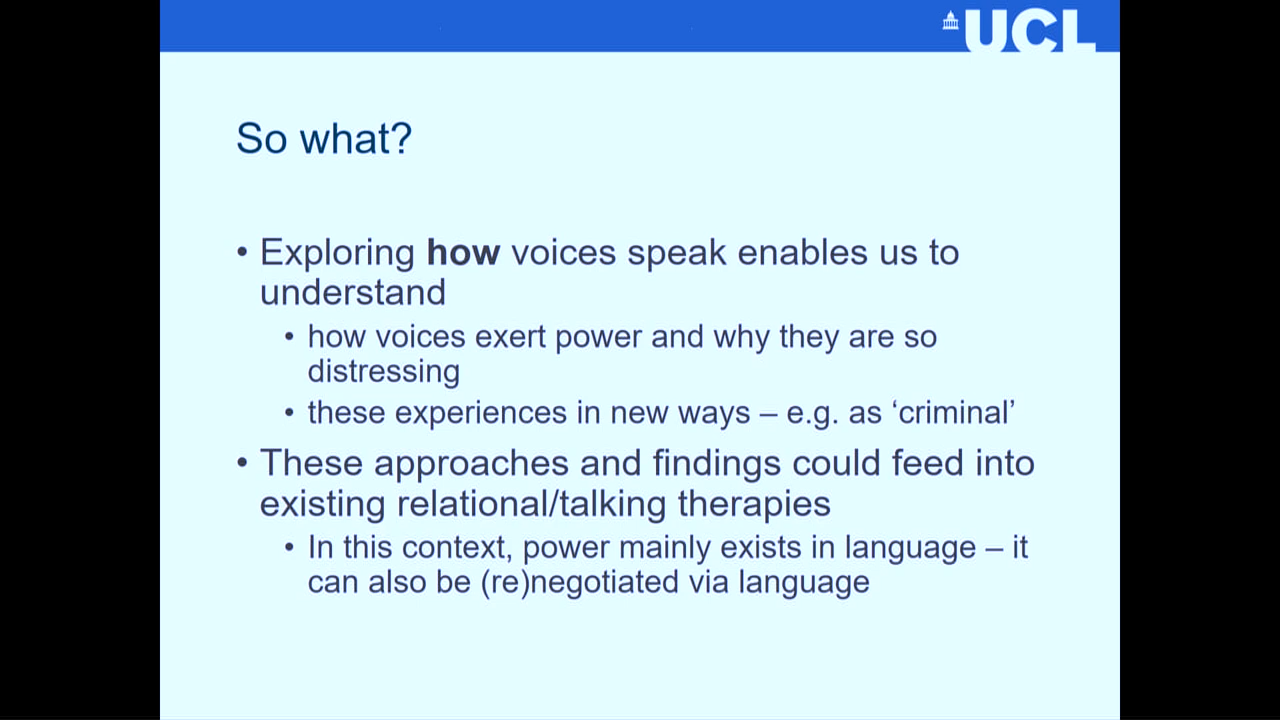 UCL
So what?
• Exploring how voices speak enables us to
understand
• how voices exert power and why they are so
distressing
• these experiences in new ways – e.g. as ‘criminal’
• These approaches and findings could feed into
existing relational/talking therapies
• In this context, power mainly exists in language – it
can also be (re)negotiated via language